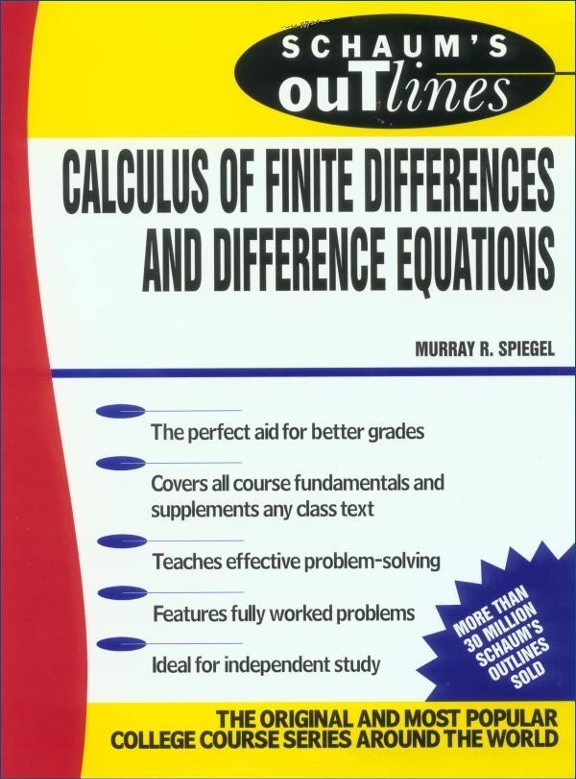 SCHAUM'S
ouTlines
CALCULUS OF FINITE DIFFERENCES
AND DIFFERENCE EQUATIONS
MURRAY R. SPIEGEL
The perfect aid for better grades
Covers all course fundamentals and
supplements any class text
Teaches effective problem-solving
Features fully worked problems
Ideal for independent study
MORE THAN
30 MILLION
SCHAUM'S
OUTLINES
SOLD
THE ORIGINAL AND MOST POPULAR
COLLEGE COURSE SERIES AROUND THE WORLD